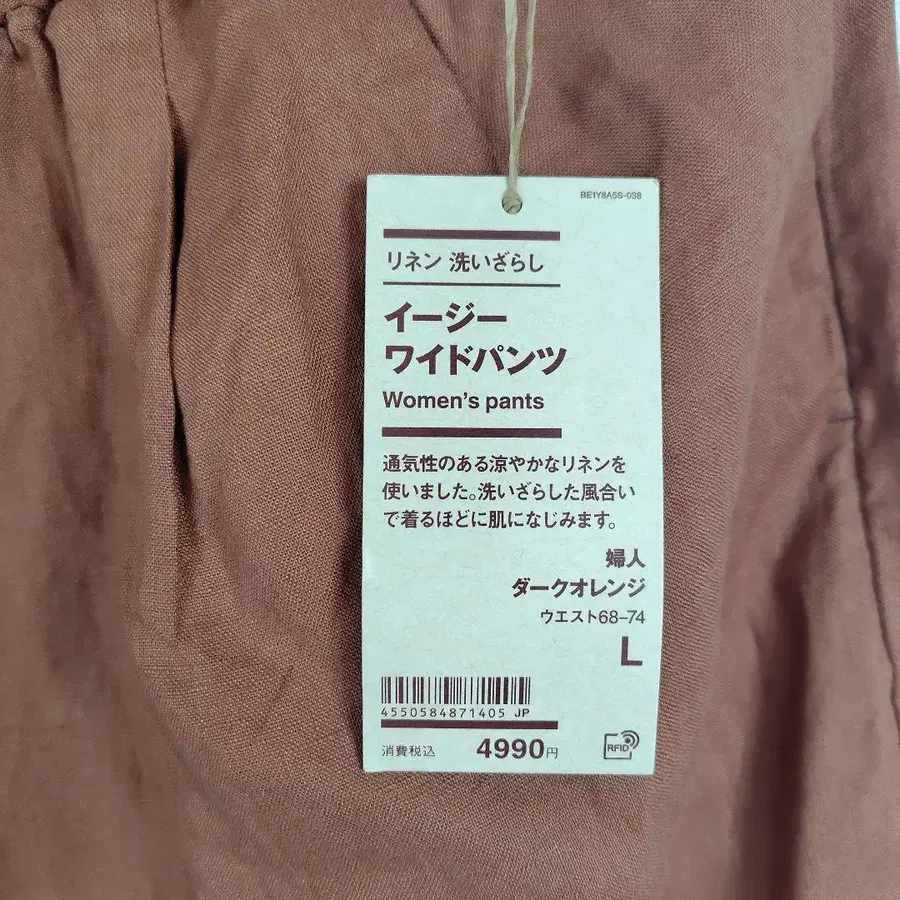 BE1Y8A5S-038
リネン 洗いざらし
イージー
ワイドパンツ
Women's pants
通気性のある涼やかなリネンを
使いました。洗いざらした風合い
で着るほどに肌になじみます。
婦人
ダークオレンジ
ウエスト68–74
L
4550584871405 JP
消費税込 4990円
RFID